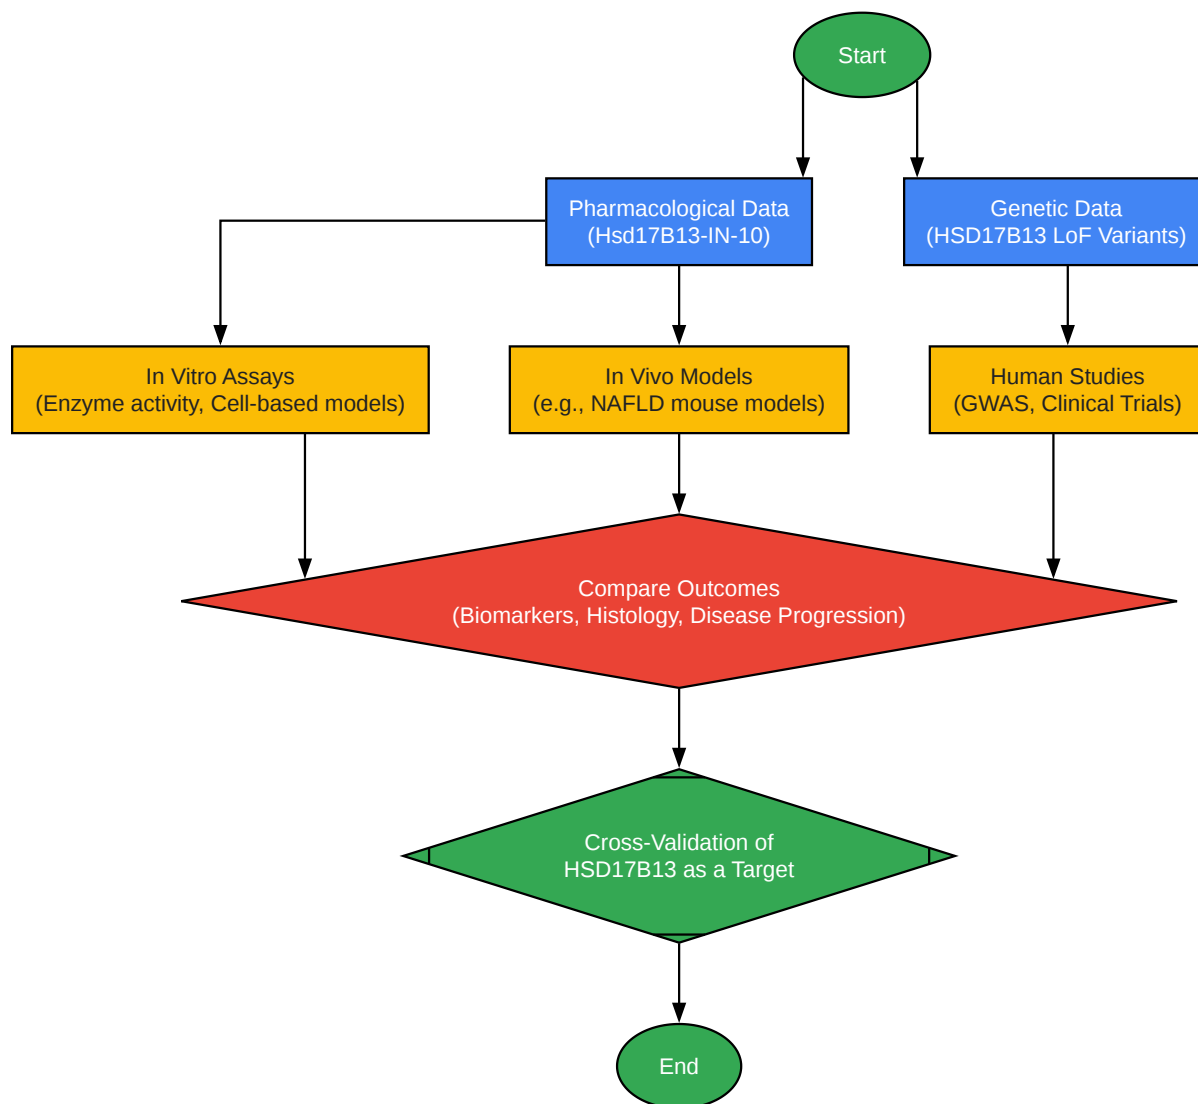 Start
Pharmacological Data
(Hsd17B13-IN-10)
Genetic Data
(HSD17B13 LoF Variants)
In Vitro Assays
(Enzyme activity, Cell-based models)
In Vivo Models
(e.g., NAFLD mouse models)
Human Studies
(GWAS, Clinical Trials)
Compare Outcomes
(Biomarkers, Histology, Disease Progression)
Cross-Validation of
HSD17B13 as a Target
End